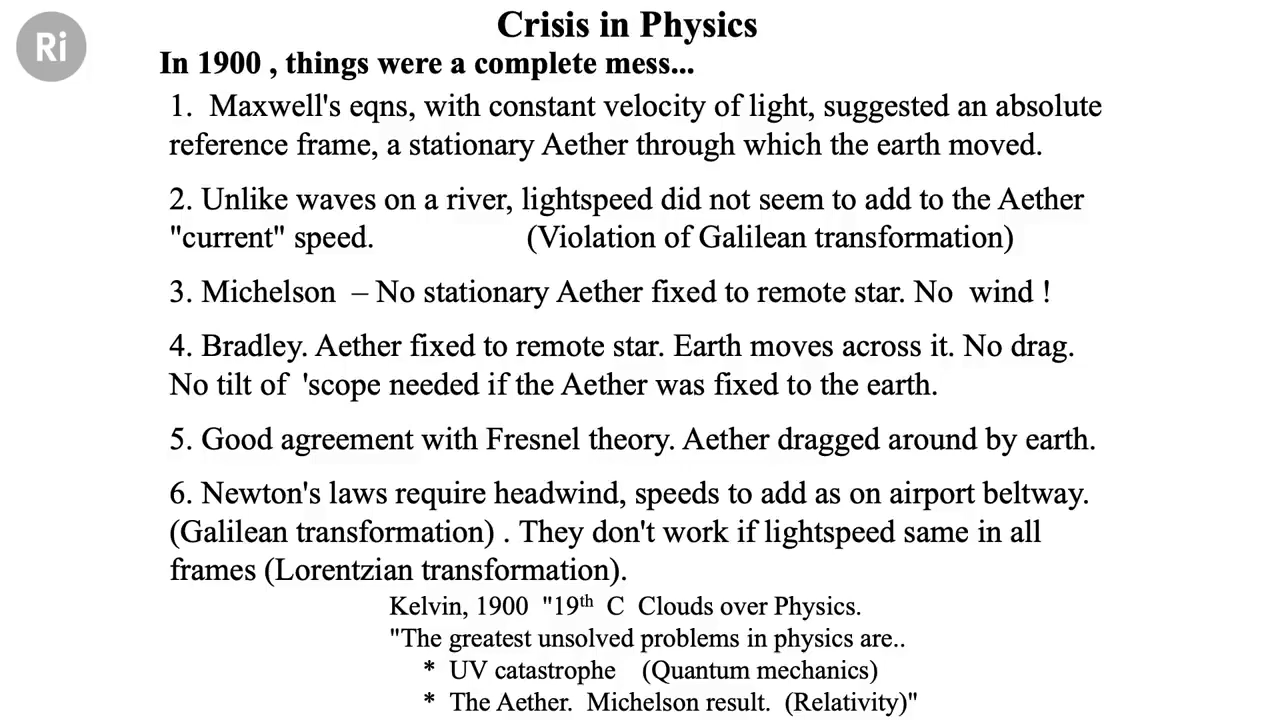 Ri
Crisis in Physics
In 1900 , things were a complete mess...
1. Maxwell's eqns, with constant velocity of light, suggested an absolute
reference frame, a stationary Aether through which the earth moved.
2. Unlike waves on a river, lightspeed did not seem to add to the Aether
"current" speed. (Violation of Galilean transformation)
3. Michelson – No stationary Aether fixed to remote star. No wind !
4. Bradley. Aether fixed to remote star. Earth moves across it. No drag.
No tilt of 'scope needed if the Aether was fixed to the earth.
5. Good agreement with Fresnel theory. Aether dragged around by earth.
6. Newton's laws require headwind, speeds to add as on airport beltway.
(Galilean transformation) . They don't work if lightspeed same in all
frames (Lorentzian transformation).
Kelvin, 1900 "19th C Clouds over Physics.
"The greatest unsolved problems in physics are..
* UV catastrophe (Quantum mechanics)
* The Aether. Michelson result. (Relativity)"